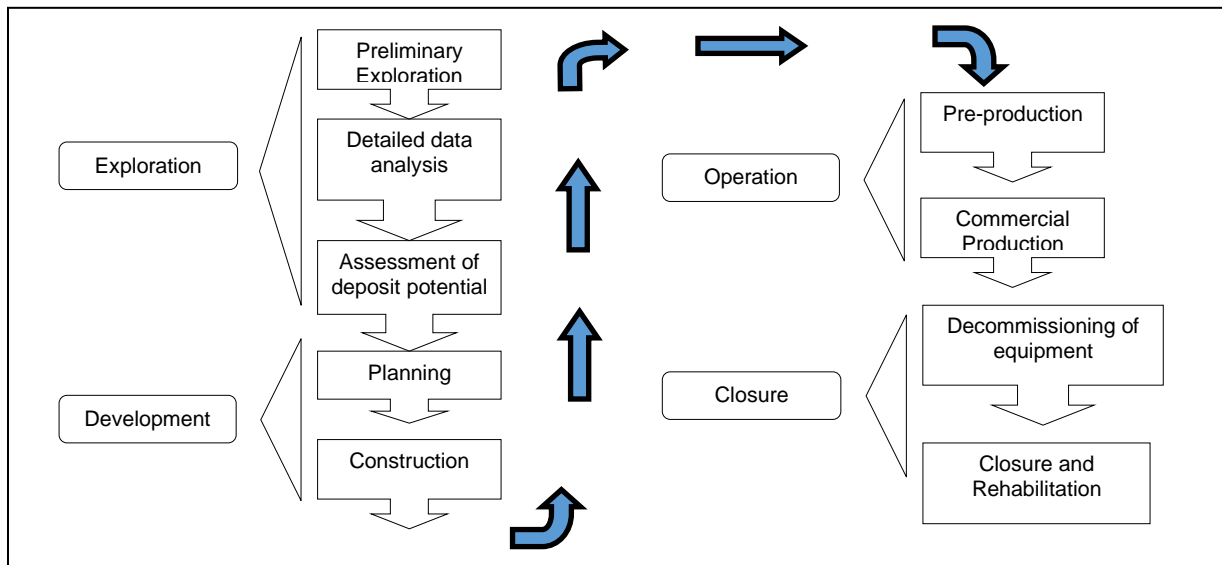 Exploration
Preliminary
Exploration
Detailed data
analysis
Assessment of
deposit potential
Development
Planning
Construction
Operation
Pre-production
Commercial
Production
Closure
Decommissioning of
equipment
Closure and
Rehabilitation